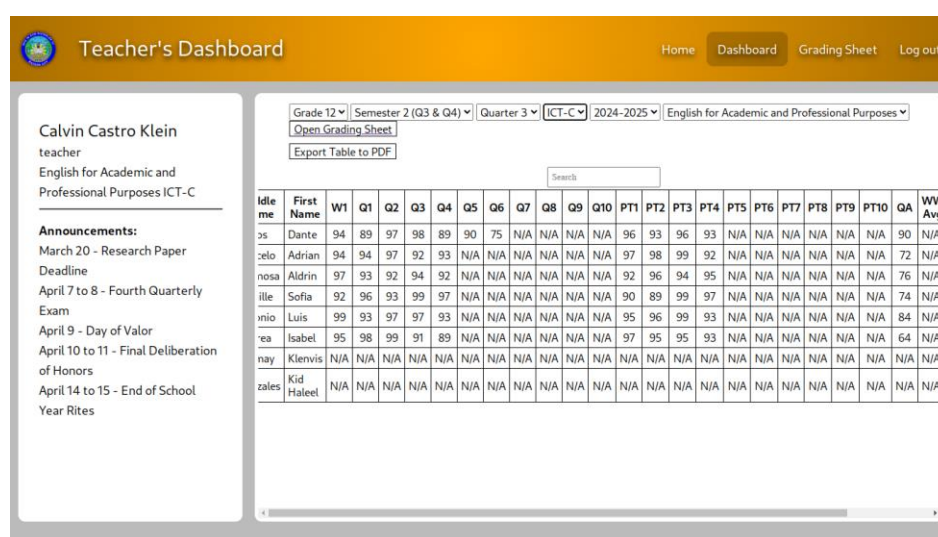 Teacher's Dashboard
Home Dashboard Grading Sheet Log out
Calvin Castro Klein
teacher
English for Academic and
Professional Purposes ICT-C
Announcements:
March 20 - Research Paper
Deadline
April 7 to 8 - Fourth Quarterly
Exam
April 9 - Day of Valor
April 10 to 11 - Final Deliberation
of Honors
April 14 to 15 - End of School
Year Rites
Grade 12 Semester 2 (Q3 & Q4) Quarter 3 ICT-C 2024-2025 English for Academic and Professional Purposes
Open Grading Sheet
Export Table to PDF
Search
First Name W1 Q1 Q2 Q3 Q4 Q5 Q6 Q7 Q8 Q9 Q10 PT1 PT2 PT3 PT4 PT5 PT6 PT7 PT8 PT9 PT10 QA
Dante 94 89 97 98 89 90 75 N/A N/A N/A N/A 96 93 96 93 N/A N/A N/A N/A N/A N/A 90 N/A
Adrian 94 94 97 92 93 N/A N/A N/A N/A N/A N/A 97 98 99 92 N/A N/A N/A N/A N/A N/A 72 N/A
Aldrin 97 93 92 94 92 N/A N/A N/A N/A N/A N/A 92 96 94 95 N/A N/A N/A N/A N/A N/A 76 N/A
Sofia 92 96 93 99 97 N/A N/A N/A N/A N/A N/A 90 89 99 97 N/A N/A N/A N/A N/A N/A 74 N/A
Luis 99 93 97 97 93 N/A N/A N/A N/A N/A N/A 95 96 99 93 N/A N/A N/A N/A N/A N/A 84 N/A
Isabel 95 98 99 91 89 N/A N/A N/A N/A N/A N/A 97 95 95 93 N/A N/A N/A N/A N/A N/A 64 N/A
Klenvis N/A N/A N/A N/A N/A N/A N/A N/A N/A N/A N/A N/A N/A N/A N/A N/A N/A N/A N/A N/A N/A N/A N/A
Kid Haleel N/A N/A N/A N/A N/A N/A N/A N/A N/A N/A N/A N/A N/A N/A N/A N/A N/A N/A N/A N/A N/A N/A N/A